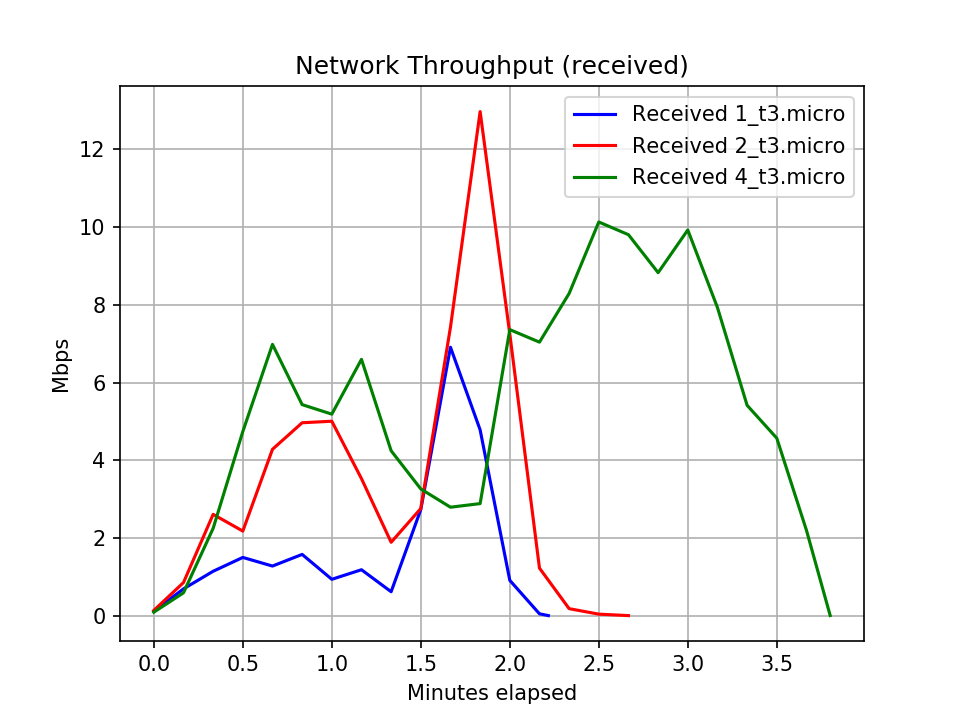 Network Throughput (received)
Received 1_t3.micro
Received 2_t3.micro
Received 4_t3.micro
Mbps
12
10
8
6
4
2
0
0.0 0.5 1.0 1.5 2.0 2.5 3.0 3.5
Minutes elapsed